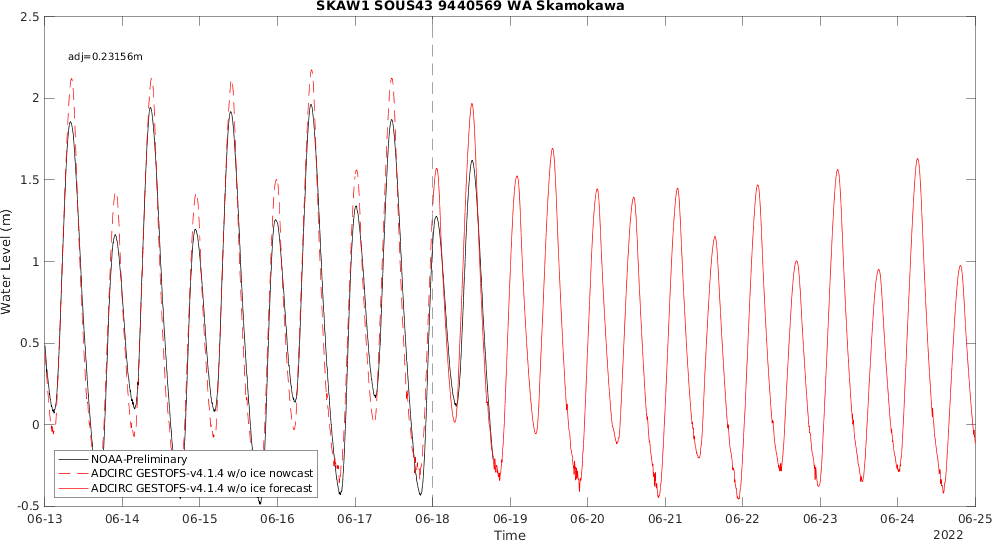 SKAW1 SOUS43 9440569 WA Skamokawa
2.5
adj=0.23156m
2
1.5
1
0.5
0
-0.5
Water Level (m)
NOAA-Preliminary
ADCIRC GESTOFS-v4.1.4 w/o ice nowcast
ADCIRC GESTOFS-v4.1.4 w/o ice forecast
06-13 06-14 06-15 06-16 06-17 06-18 06-19 06-20 06-21 06-22 06-23 06-24 06-25
Time
2022